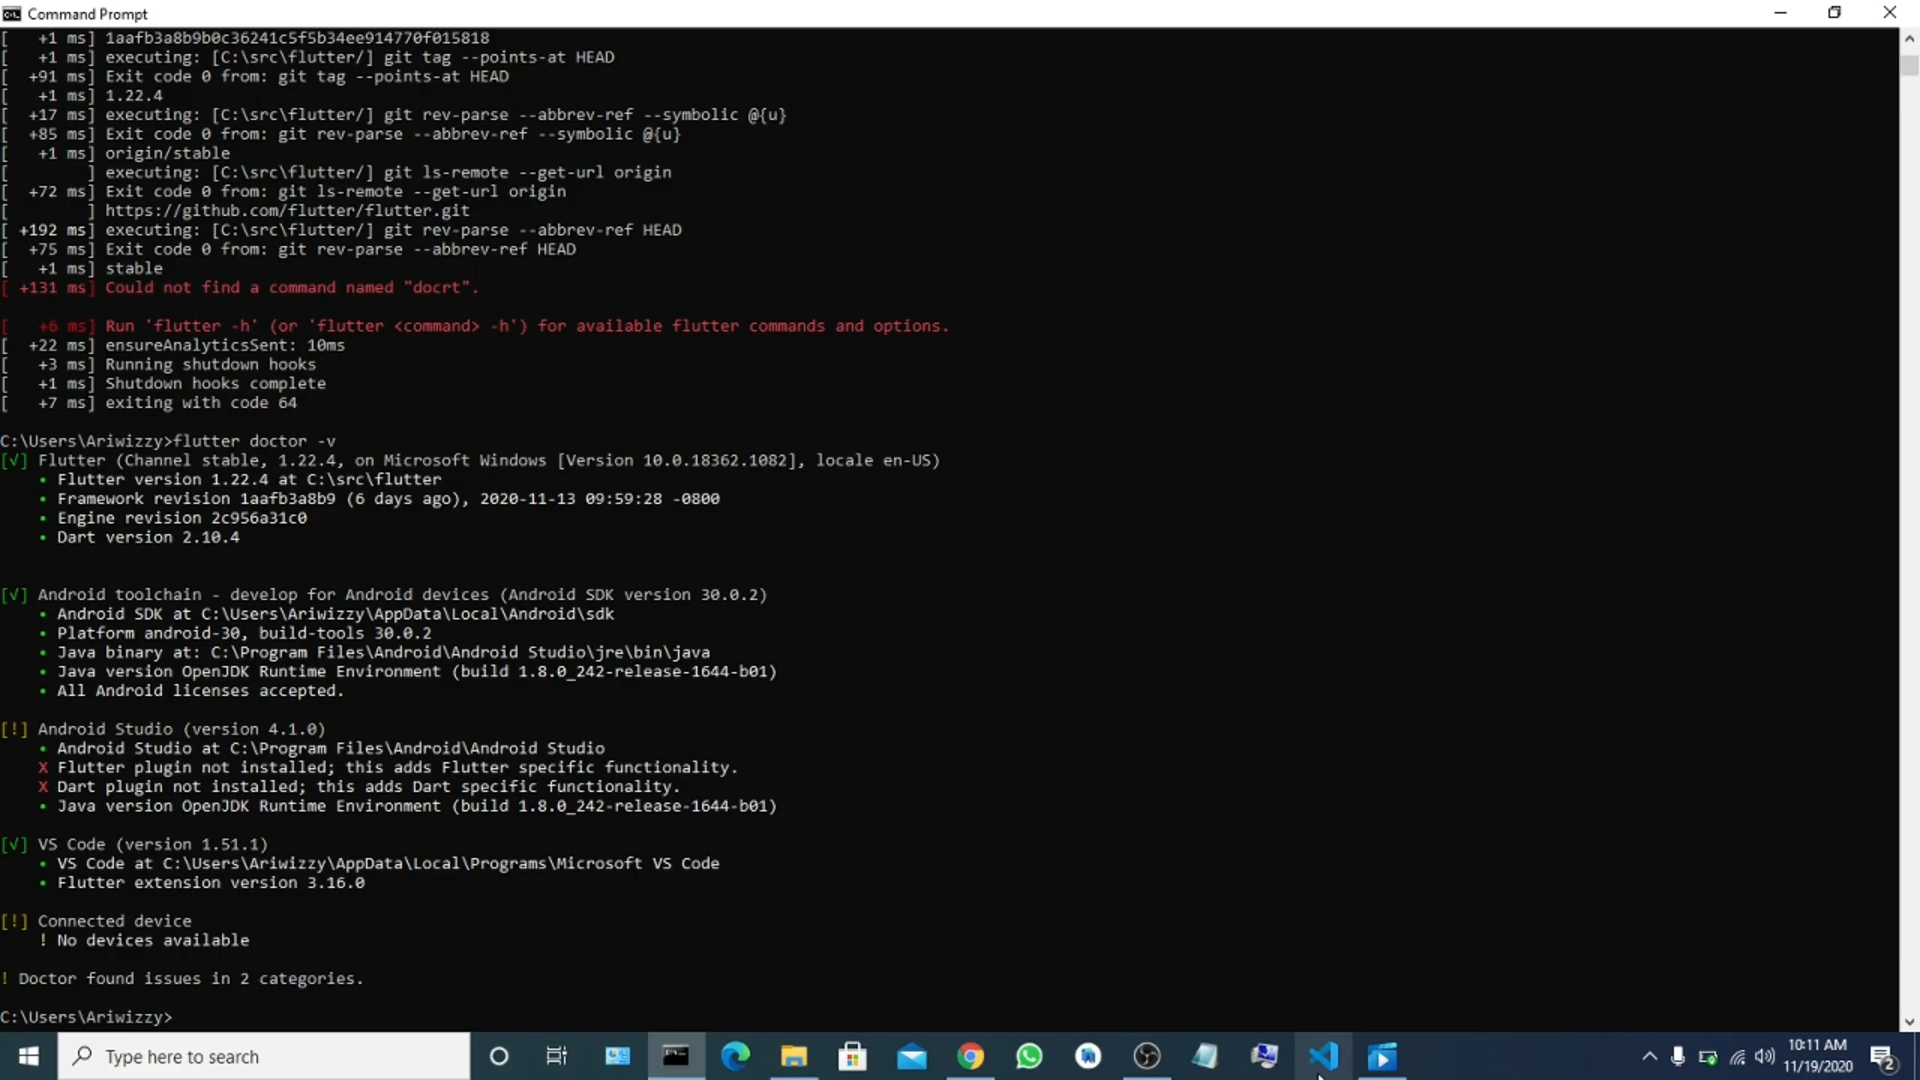 Command Prompt
[   +1 ms] 1aafb3a8b9b0c36241c5f5b34ee914770f015818
[   +1 ms] executing: [C:\src\flutter/] git tag --points-at HEAD
[  +91 ms] Exit code 0 from: git tag --points-at HEAD
[   +1 ms] 1.22.4
[  +17 ms] executing: [C:\src\flutter/] git rev-parse --abbrev-ref --symbolic @{u}
[  +85 ms] Exit code 0 from: git rev-parse --abbrev-ref --symbolic @{u}
[   +1 ms] origin/stable
[        ] executing: [C:\src\flutter/] git ls-remote --get-url origin
[  +72 ms] Exit code 0 from: git ls-remote --get-url origin
[        ] https://github.com/flutter/flutter.git
[ +192 ms] executing: [C:\src\flutter/] git rev-parse --abbrev-ref HEAD
[  +75 ms] Exit code 0 from: git rev-parse --abbrev-ref HEAD
[   +1 ms] stable
[ +131 ms] Could not find a command named "docrt".
[   +6 ms] Run 'flutter -h' (or 'flutter <command> -h') for available flutter commands and options.
[  +22 ms] ensureAnalyticsSent: 10ms
[   +3 ms] Running shutdown hooks
[   +1 ms] Shutdown hooks complete
[   +7 ms] exiting with code 64
C:\Users\Ariwizzy>flutter doctor -v
[√] Flutter (Channel stable, 1.22.4, on Microsoft Windows [Version 10.0.18362.1082], locale en-US)
• Flutter version 1.22.4 at C:\src\flutter
• Framework revision 1aafb3a8b9 (6 days ago), 2020-11-13 09:59:28 -0800
• Engine revision 2c956a31c0
• Dart version 2.10.4
[√] Android toolchain - develop for Android devices (Android SDK version 30.0.2)
• Android SDK at C:\Users\Ariwizzy\AppData\Local\Android\sdk
• Platform android-30, build-tools 30.0.2
• Java binary at: C:\Program Files\Android\Android Studio\jre\bin\java
• Java version OpenJDK Runtime Environment (build 1.8.0_242-release-1644-b01)
• All Android licenses accepted.
[!] Android Studio (version 4.1.0)
• Android Studio at C:\Program Files\Android\Android Studio
X Flutter plugin not installed; this adds Flutter specific functionality.
X Dart plugin not installed; this adds Dart specific functionality.
• Java version OpenJDK Runtime Environment (build 1.8.0_242-release-1644-b01)
[√] VS Code (version 1.51.1)
• VS Code at C:\Users\Ariwizzy\AppData\Local\Programs\Microsoft VS Code
• Flutter extension version 3.16.0
[!] Connected device
! No devices available
! Doctor found issues in 2 categories.
C:\Users\Ariwizzy>
Type here to search
10:11 AM
11/19/2020
2